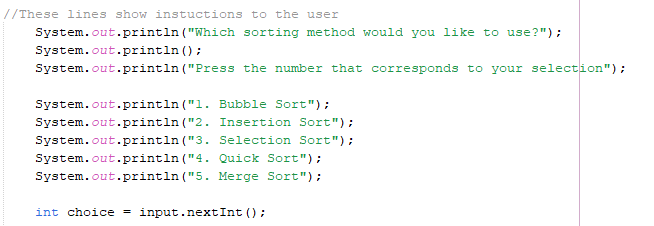 //These lines show instuctions to the user
System.out.println("Which sorting method would you like to use?");
System.out.println();
System.out.println("Press the number that corresponds to your selection");
System.out.println("1. Bubble Sort");
System.out.println("2. Insertion Sort");
System.out.println("3. Selection Sort");
System.out.println("4. Quick Sort");
System.out.println("5. Merge Sort");
int choice = input.nextInt();